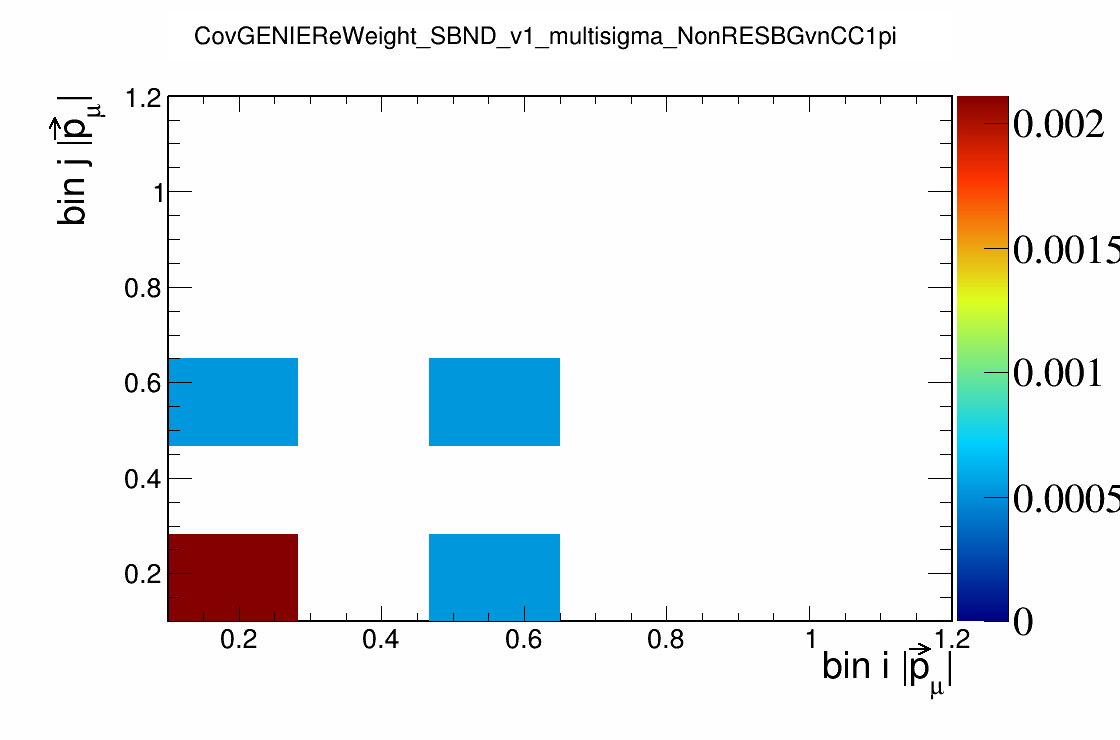 CovGENIEReWeight_SBND_v1_multisigma_NonRESBGvnCC1pi
bin j |p⃗μ|
1.2
1
0.8
0.6
0.4
0.2
0.2 0.4 0.6 0.8 1 1.2
bin i |p⃗μ|
0.002
0.0015
0.001
0.0005
0